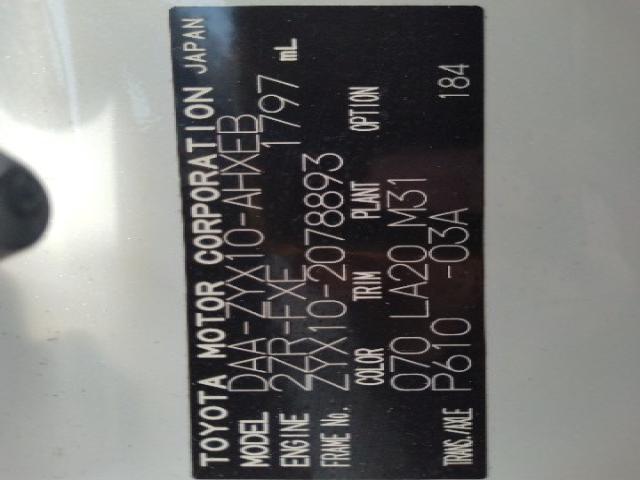 TOYOTA MOTOR CORPORATION JAPAN
MODEL DAA-ZYX10-AHXEB
ENGINE 2ZR-FXE 1797 mL
FRAME No. ZYX10-2078893
COLOR TRIM PLANT OPTION
070 LA20 M31
TRANS./AXLE P610 -03A 184